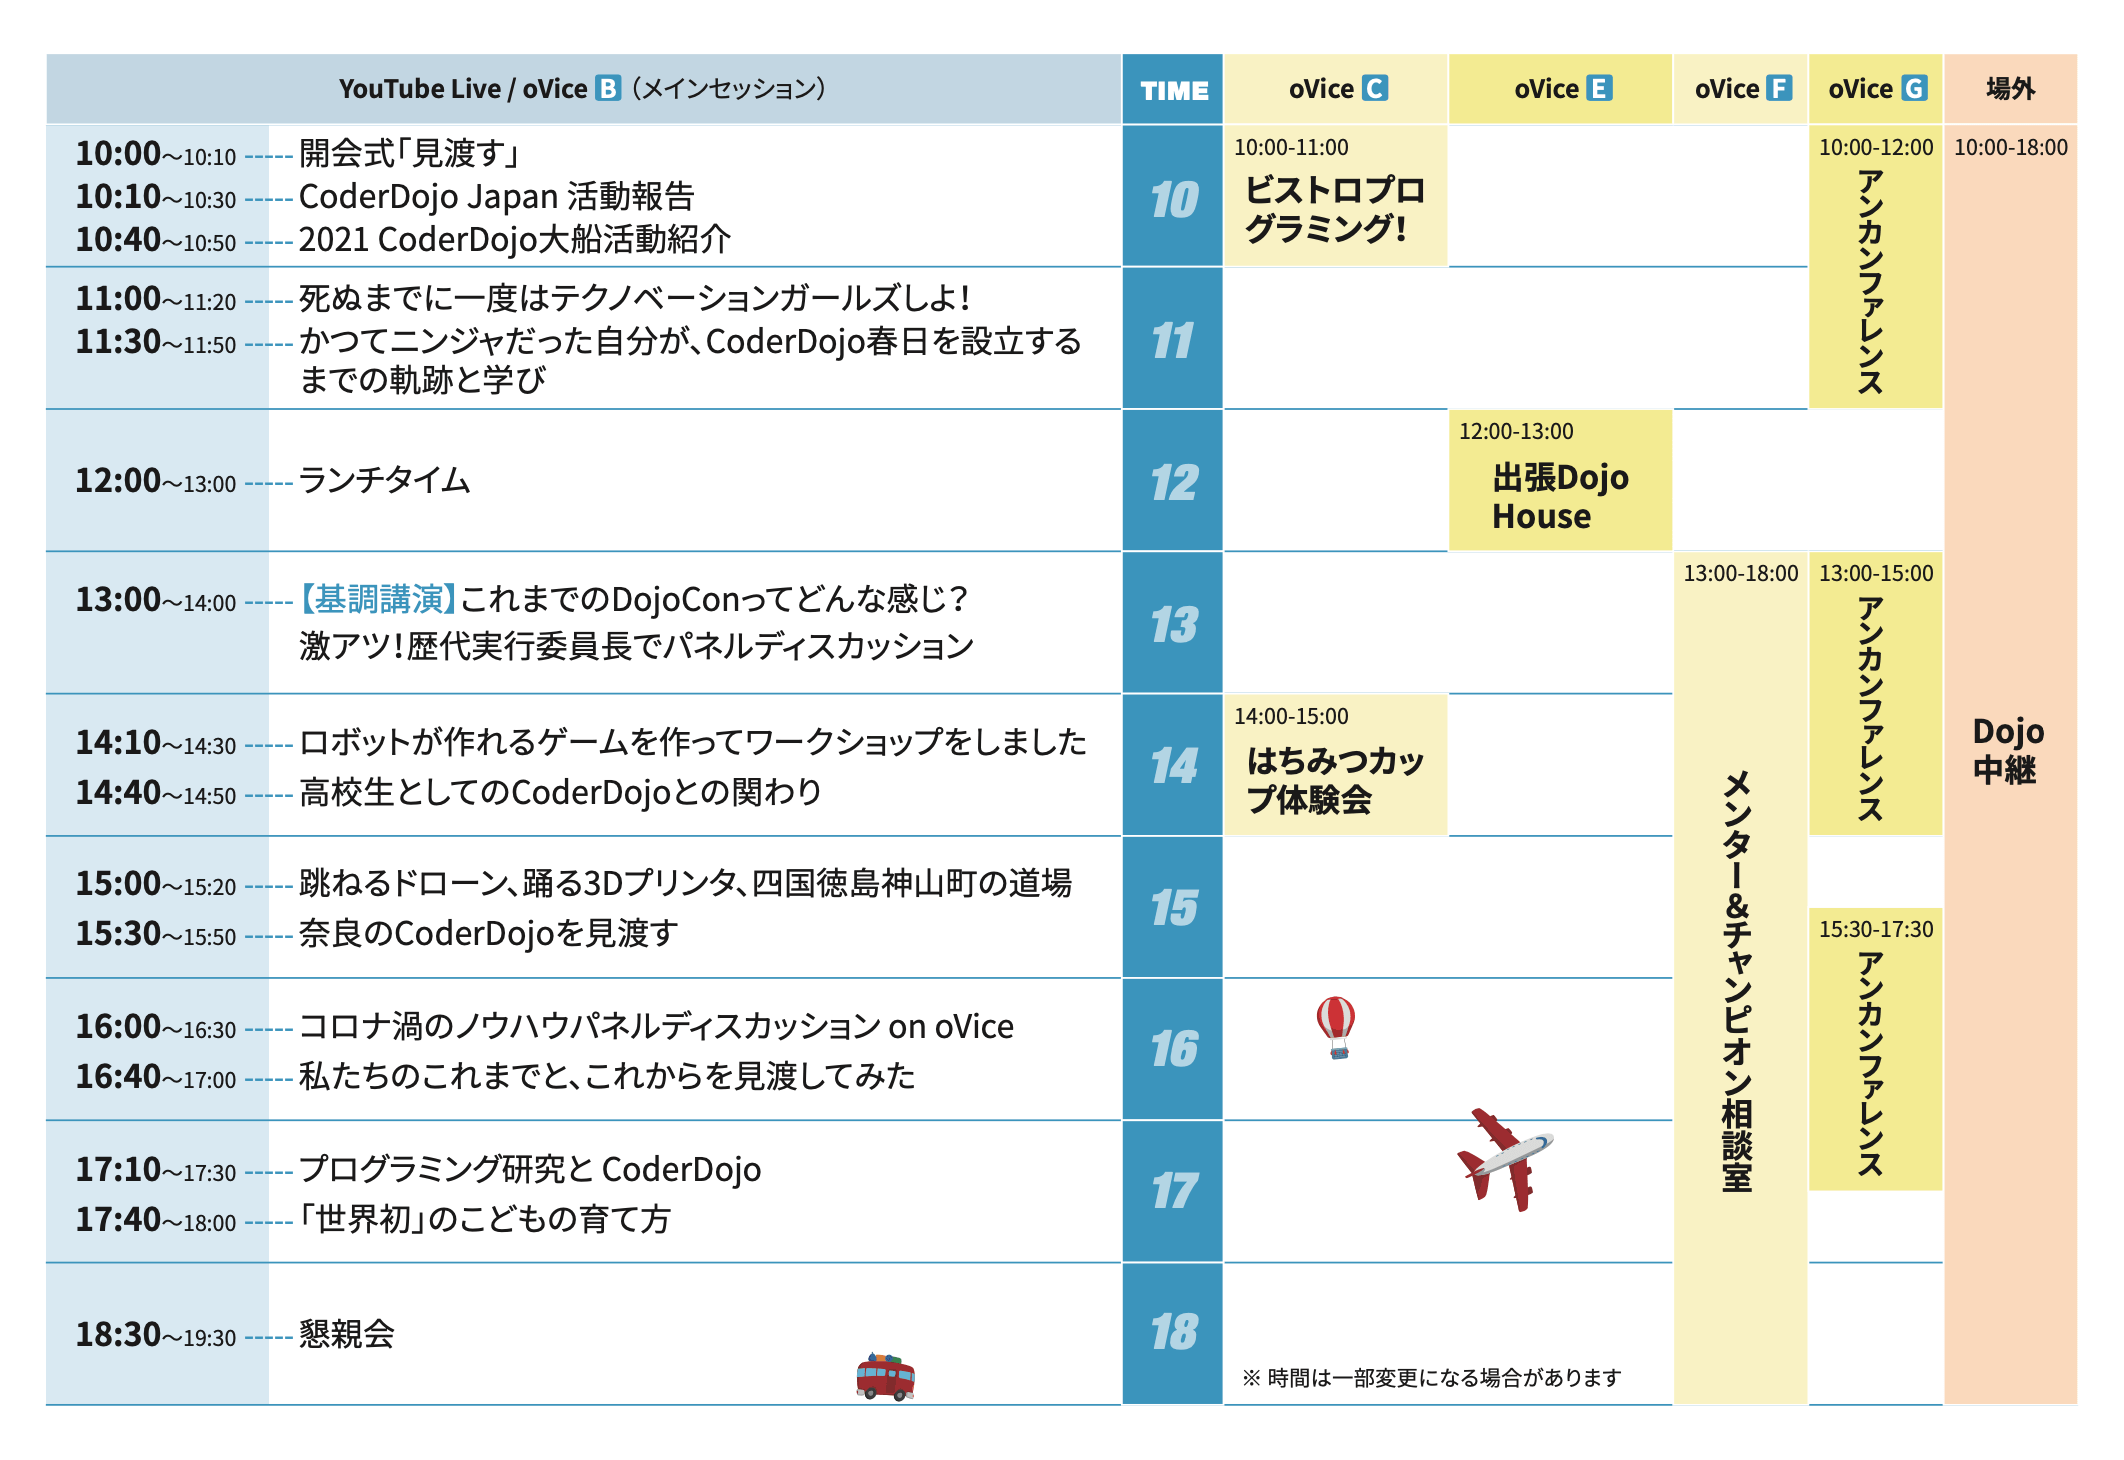 YouTube Live / oVice B（メインセッション）
TIME
oVice C
oVice E
oVice F
oVice G
場外
10:00〜10:10 ----- 開会式「見渡す」
10:10〜10:30 ----- CoderDojo Japan 活動報告
10:40〜10:50 ----- 2021 CoderDojo大船活動紹介
10
10:00-11:00
ビストロプロ
グラミング！
10:00-12:00
アンカンファレンス
10:00-18:00
Dojo
中継
11:00〜11:20 ----- 死ぬまでに一度はテクノベーションガールズしよ！
11:30〜11:50 ----- かつてニンジャだった自分が、CoderDojo春日を設立する
までの軌跡と学び
11
12:00〜13:00 ----- ランチタイム
12
12:00-13:00
出張Dojo
House
13:00〜14:00 ----- 【基調講演】これまでのDojoConってどんな感じ？
激アツ！歴代実行委員長でパネルディスカッション
13
13:00-18:00
メンター&チャンピオン相談室
13:00-15:00
アンカンファレンス
14:10〜14:30 ----- ロボットが作れるゲームを作ってワークショップをしました
14:40〜14:50 ----- 高校生としてのCoderDojoとの関わり
14
14:00-15:00
はちみつカッ
プ体験会
15:00〜15:20 ----- 跳ねるドローン、踊る3Dプリンタ、四国徳島神山町の道場
15:30〜15:50 ----- 奈良のCoderDojoを見渡す
15
15:30-17:30
アンカンファレンス
16:00〜16:30 ----- コロナ渦のノウハウパネルディスカッション on oVice
16:40〜17:00 ----- 私たちのこれまでと、これからを見渡してみた
16
17:10〜17:30 ----- プログラミング研究と CoderDojo
17:40〜18:00 ----- 「世界初」のこどもの育て方
17
18:30〜19:30 ----- 懇親会
18
※ 時間は一部変更になる場合があります